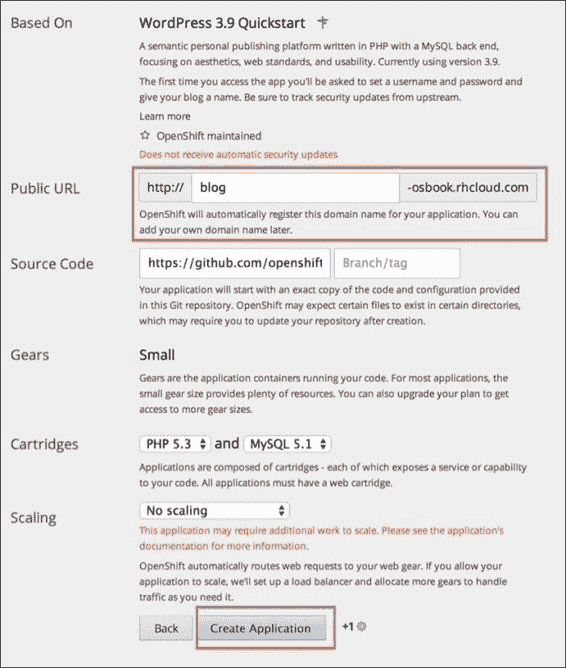 Based On
WordPress 3.9 Quickstart
A semantic personal publishing platform written in PHP with a MySQL back end,
focusing on aesthetics, web standards, and usability. Currently using version 3.9.
The first time you access the app you'll be asked to set a username and password and
give your blog a name. Be sure to track security updates from upstream.
Learn more
OpenShift maintained
Does not receive automatic security updates
Public URL
http:// blog -osbook.rhcloud.com
OpenShift will automatically register this domain name for your application. You can
add your own domain name later.
Source Code
https://github.com/openshift Branch/tag
Your application will start with an exact copy of the code and configuration provided
in this Git repository. OpenShift may expect certain files to exist in certain directories,
which may require you to update your repository after creation.
Gears
Small
Gears are the application containers running your code. For most applications, the
small gear size provides plenty of resources. You can also upgrade your plan to get
access to more gear sizes.
Cartridges
PHP 5.3 and MySQL 5.1
Applications are composed of cartridges - each of which exposes a service or capability
to your code. All applications must have a web cartridge.
Scaling
No scaling
This application may require additional work to scale. Please see the application's
documentation for more information.
OpenShift automatically routes web requests to your web gear. If you allow your
application to scale, we'll set up a load balancer and allocate more gears to handle
traffic as you need it.
Back Create Application +1